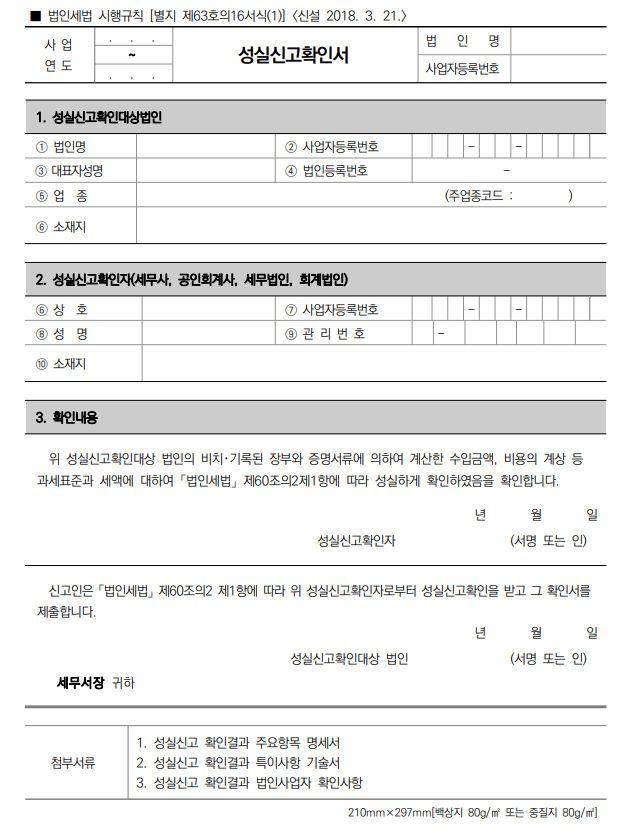 ■ 법인세법 시행규칙 [별지 제63호의16서식(1)] 〈신설 2018. 3. 21.〉
사 업
연 도
. . .
~
. . .
성실신고확인서
법 인 명
사업자등록번호
1. 성실신고확인대상법인
① 법인명
② 사업자등록번호
- -
③ 대표자성명
④ 법인등록번호
-
⑤ 업 종
(주업종코드 : )
⑥ 소재지
2. 성실신고확인자(세무사, 공인회계사, 세무법인, 회계법인)
⑥ 상 호
⑦ 사업자등록번호
- -
⑧ 성 명
⑨ 관 리 번 호
-
⑩ 소재지
3. 확인내용
위 성실신고확인대상 법인의 비치·기록된 장부와 증명서류에 의하여 계산한 수입금액, 비용의 계상 등
과세표준과 세액에 대하여 「법인세법」 제60조의2제1항에 따라 성실하게 확인하였음을 확인합니다.
년 월 일
성실신고확인자 (서명 또는 인)
신고인은 「법인세법」 제60조의2 제1항에 따라 위 성실신고확인자로부터 성실신고확인을 받고 그 확인서를
제출합니다.
년 월 일
성실신고확인대상 법인 (서명 또는 인)
세무서장 귀하
첨부서류
1. 성실신고 확인결과 주요항목 명세서
2. 성실신고 확인결과 특이사항 기술서
3. 성실신고 확인결과 법인사업자 확인사항
210mm×297mm[백상지 80g/㎡ 또는 중질지 80g/㎡]